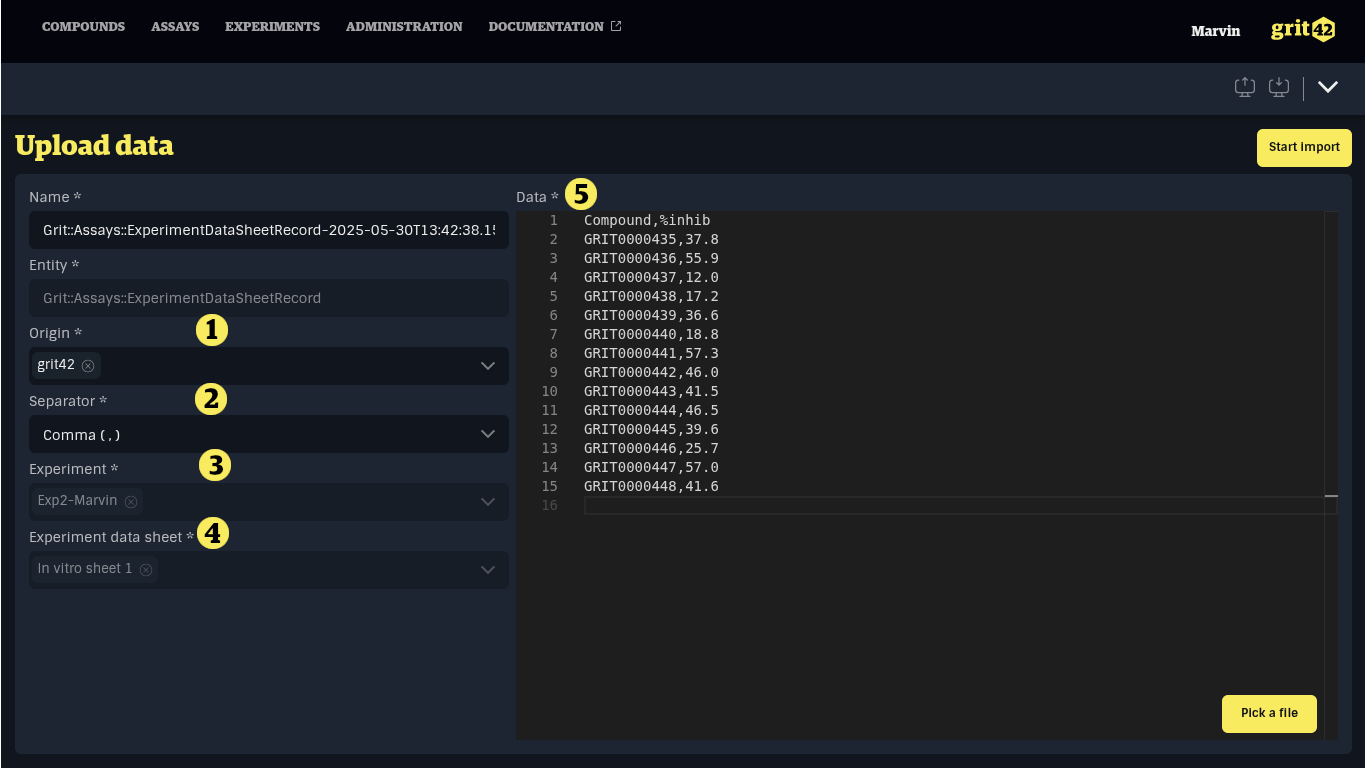 COMPOUNDS ASSAYS EXPERIMENTS ADMINISTRATION DOCUMENTATION Marvin grit42
Upload data
Start import
Name *
Grit::Assays::ExperimentDataSheetRecord-2025-05-30T13:42:38.15
Entity *
Grit::Assays::ExperimentDataSheetRecord
Origin * 1
grit42
Separator * 2
Comma ( , )
Experiment * 3
Exp2-Marvin
Experiment data sheet * 4
In vitro sheet 1
Data * 5
1 Compound,%inhib
2 GRIT0000435,37.8
3 GRIT0000436,55.9
4 GRIT0000437,12.0
5 GRIT0000438,17.2
6 GRIT0000439,36.6
7 GRIT0000440,18.8
8 GRIT0000441,57.3
9 GRIT0000442,46.0
10 GRIT0000443,41.5
11 GRIT0000444,46.5
12 GRIT0000445,39.6
13 GRIT0000446,25.7
14 GRIT0000447,57.0
15 GRIT0000448,41.6
16
Pick a file